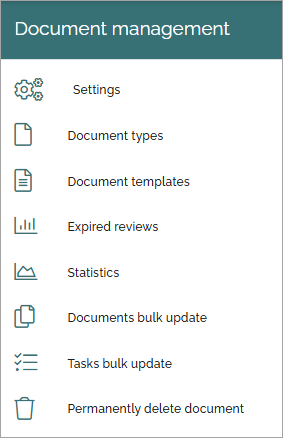 Document management
Settings
Document types
Document templates
Expired reviews
Statistics
Documents bulk update
Tasks bulk update
Permanently delete document